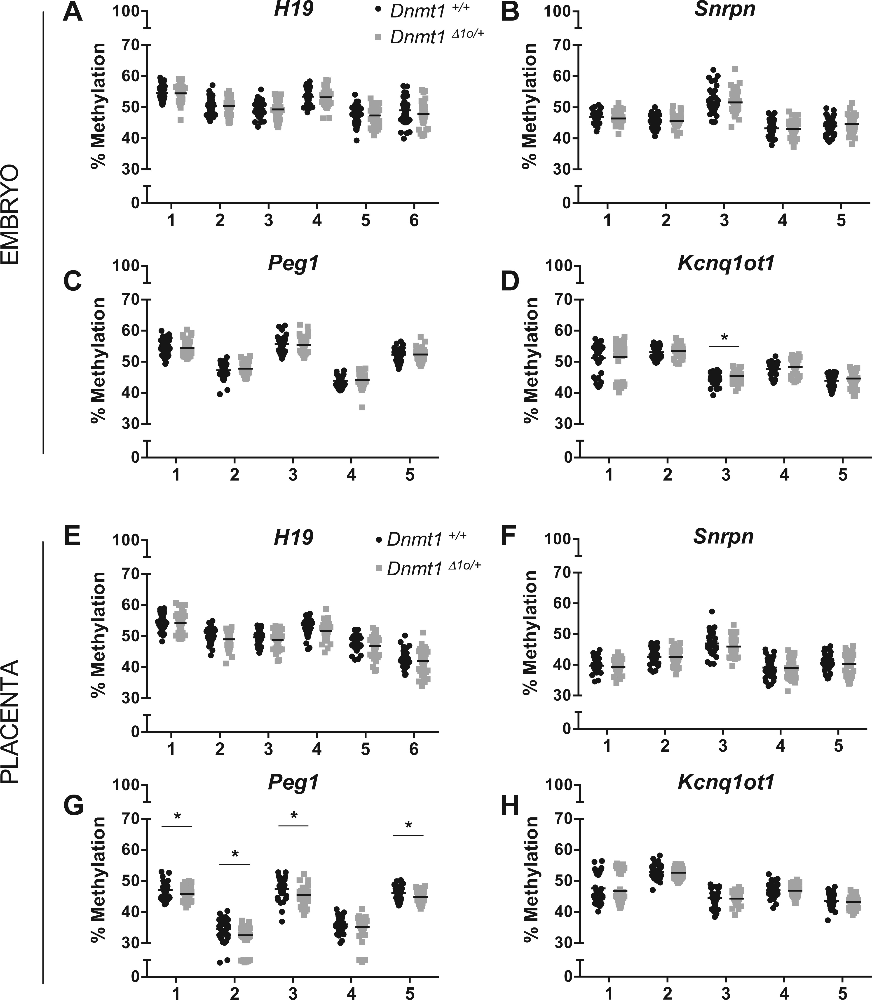 EMBRYO
A
H19
Dnmt1 +/+
Dnmt1 Δ1o/+
% Methylation
100
70
60
50
40
30
0
1 2 3 4 5 6
B
Snrpn
% Methylation
100
70
60
50
40
30
0
1 2 3 4 5
C
Peg1
% Methylation
100
70
60
50
40
30
0
1 2 3 4 5
D
Kcnq1ot1
% Methylation
100
70
60
50
40
30
0
*
1 2 3 4 5
PLACENTA
E
H19
Dnmt1 +/+
Dnmt1 Δ1o/+
% Methylation
100
70
60
50
40
30
0
1 2 3 4 5 6
F
Snrpn
% Methylation
100
70
60
50
40
30
0
1 2 3 4 5
G
Peg1
% Methylation
100
70
60
50
40
30
0
* * * *
1 2 3 4 5
H
Kcnq1ot1
% Methylation
100
70
60
50
40
30
0
1 2 3 4 5